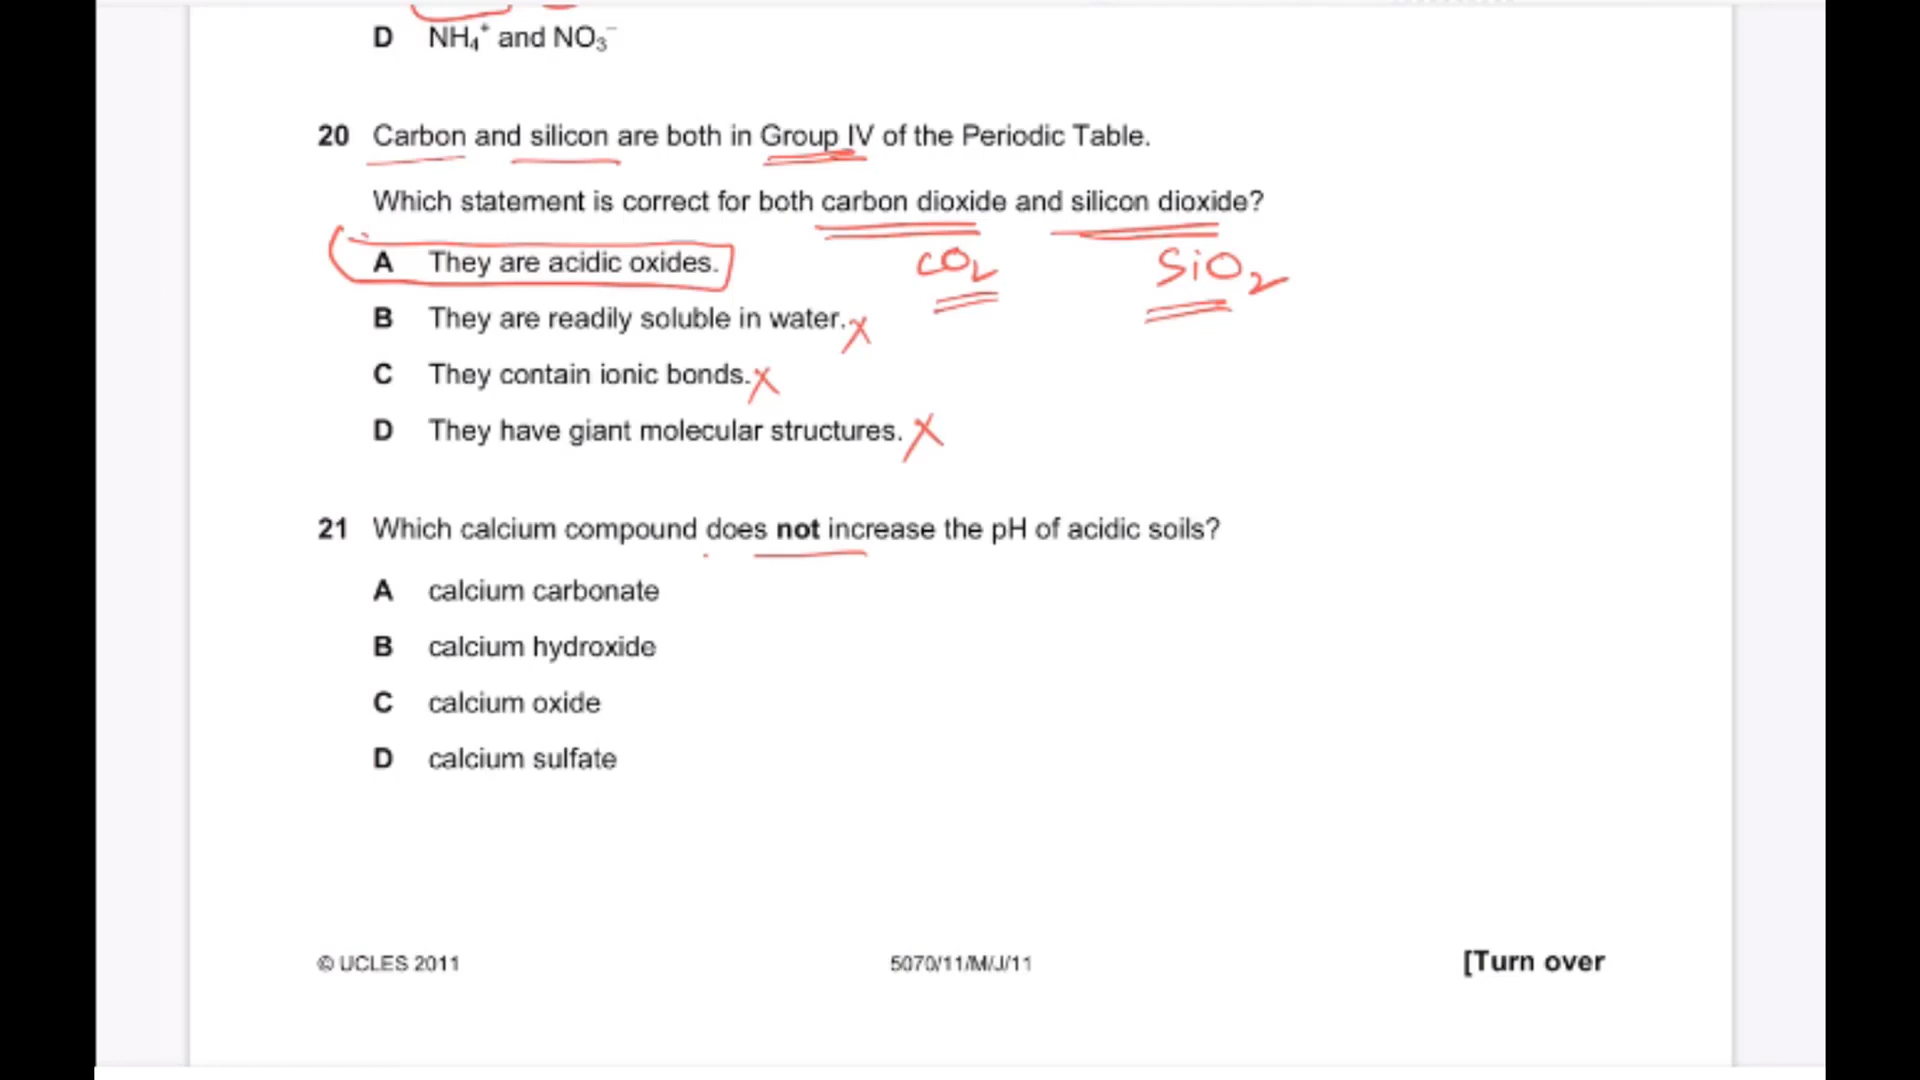 D NH₄⁺ and NO₃⁻
20 Carbon and silicon are both in Group IV of the Periodic Table.
Which statement is correct for both carbon dioxide and silicon dioxide?
A They are acidic oxides.
CO₂ SiO₂
B They are readily soluble in water. X
C They contain ionic bonds. X
D They have giant molecular structures. X
21 Which calcium compound does not increase the pH of acidic soils?
A calcium carbonate
B calcium hydroxide
C calcium oxide
D calcium sulfate
© UCLES 2011 5070/11/M/J/11 [Turn over